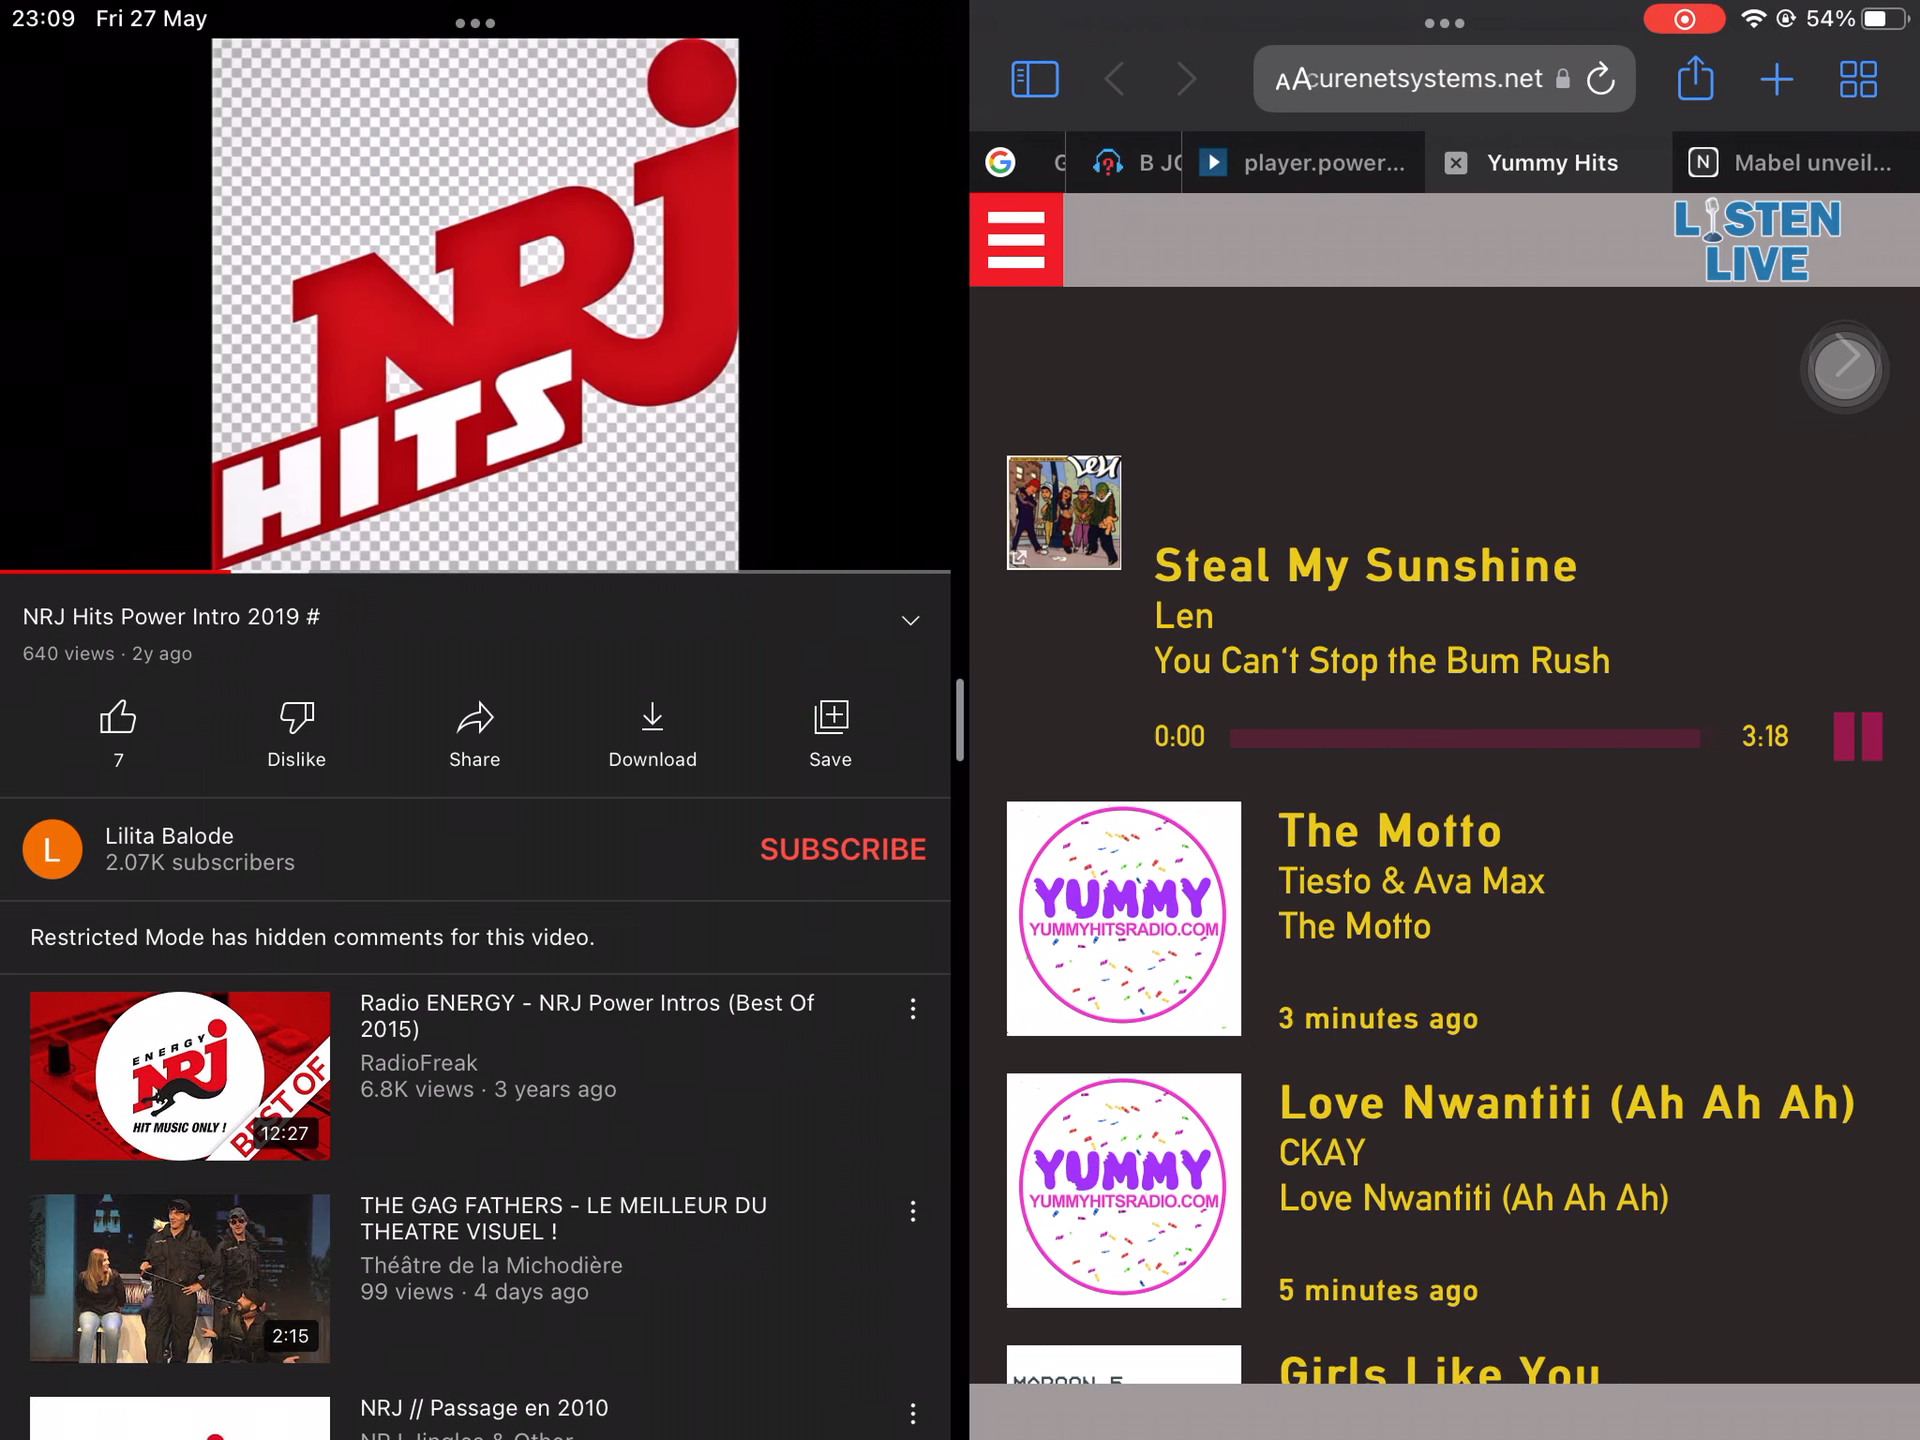 23:09 Fri 27 May
NRJ
HITS
NRJ Hits Power Intro 2019 #
640 views · 2y ago
7
Dislike
Share
Download
Save
L
Lilita Balode
2.07K subscribers
SUBSCRIBE
Restricted Mode has hidden comments for this video.
ENERGY
NRJ
HIT MUSIC ONLY !
BEST OF
12:27
Radio ENERGY - NRJ Power Intros (Best Of
2015)
RadioFreak
6.8K views · 3 years ago
2:15
THE GAG FATHERS - LE MEILLEUR DU
THEATRE VISUEL !
Théâtre de la Michodière
99 views · 4 days ago
NRJ // Passage en 2010
NRJ Jingles & Other
54%
AA curenetsystems.net
G
B JO
player.power...
Yummy Hits
N
Mabel unveil...
LISTEN
LIVE
Len
Steal My Sunshine
Len
You Can't Stop the Bum Rush
0:00
3:18
YUMMY
YUMMYHITSRADIO.COM
The Motto
Tiesto & Ava Max
The Motto
3 minutes ago
YUMMY
YUMMYHITSRADIO.COM
Love Nwantiti (Ah Ah Ah)
CKAY
Love Nwantiti (Ah Ah Ah)
5 minutes ago
MAROON 5
Girls Like You